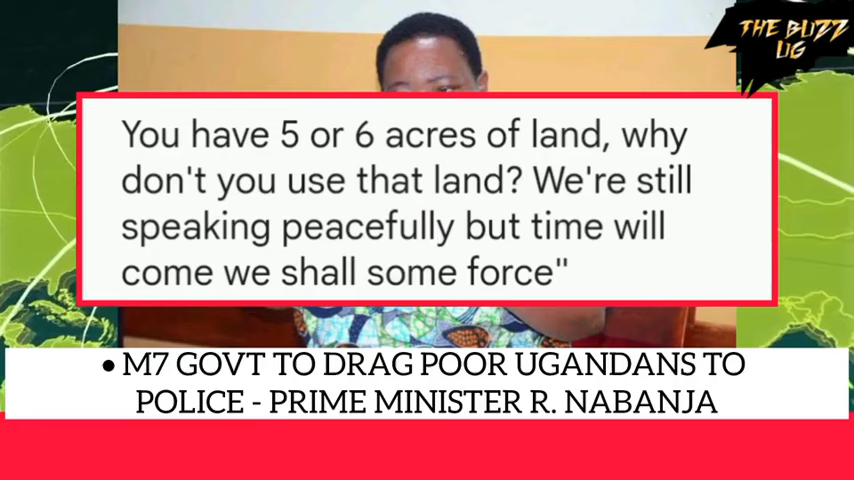 THE BUZZ
UG
You have 5 or 6 acres of land, why
don't you use that land? We're still
speaking peacefully but time will
come we shall some force"
• M7 GOVT TO DRAG POOR UGANDANS TO
POLICE - PRIME MINISTER R. NABANJA